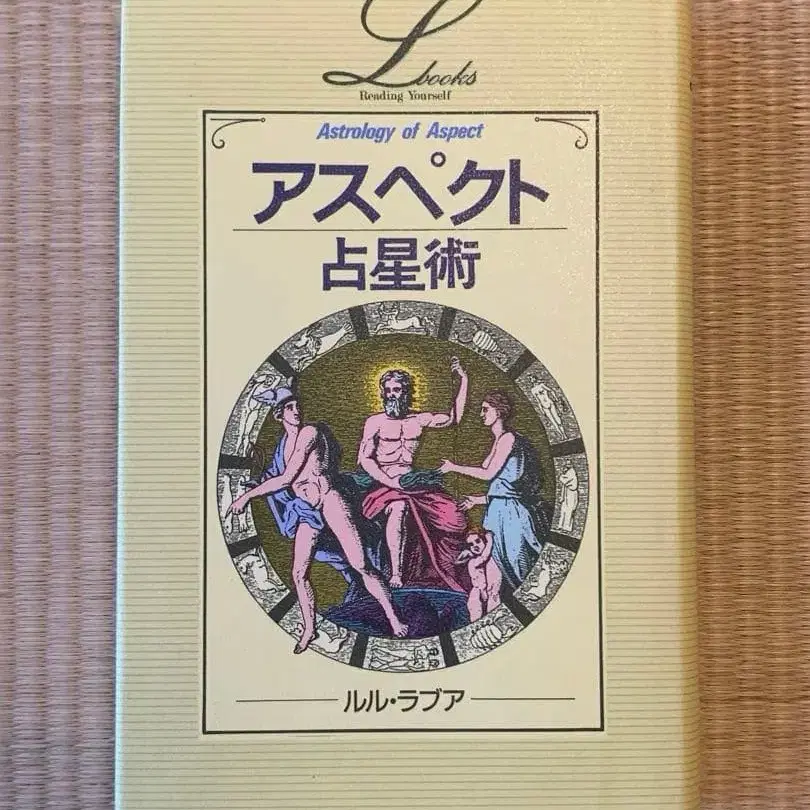 L books
Reading Yourself
Astrology of Aspect
アスペクト
占星術
ルル・ラブア